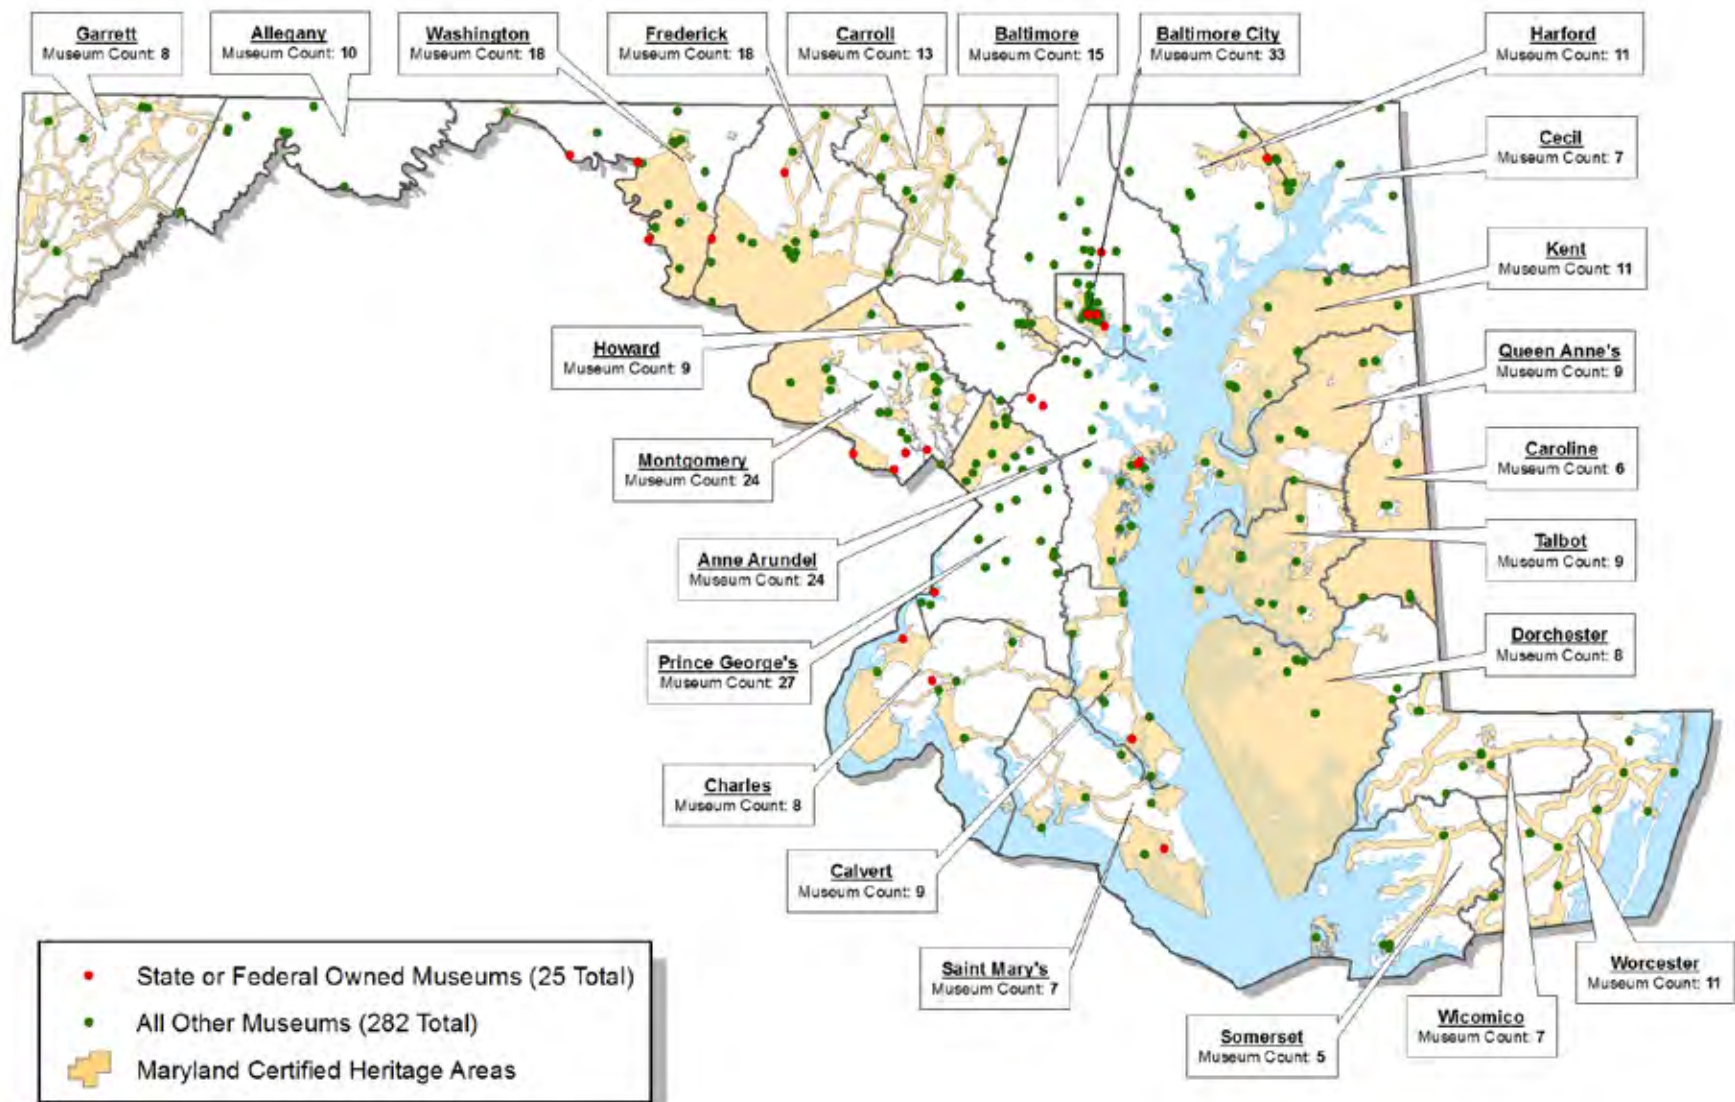 Garrett
Museum Count: 8
Allegany
Museum Count: 10
Washington
Museum Count: 18
Frederick
Museum Count: 18
Carroll
Museum Count: 13
Baltimore
Museum Count: 15
Baltimore City
Museum Count: 33
Harford
Museum Count: 11
Cecil
Museum Count: 7
Kent
Museum Count: 11
Howard
Museum Count: 9
Queen Anne's
Museum Count: 9
Montgomery
Museum Count: 24
Caroline
Museum Count: 6
Anne Arundel
Museum Count: 24
Talbot
Museum Count: 9
Prince George's
Museum Count: 27
Dorchester
Museum Count: 8
Charles
Museum Count: 8
Calvert
Museum Count: 9
Saint Mary's
Museum Count: 7
Worcester
Museum Count: 11
Wicomico
Museum Count: 7
Somerset
Museum Count: 5
State or Federal Owned Museums (25 Total)
All Other Museums (282 Total)
Maryland Certified Heritage Areas